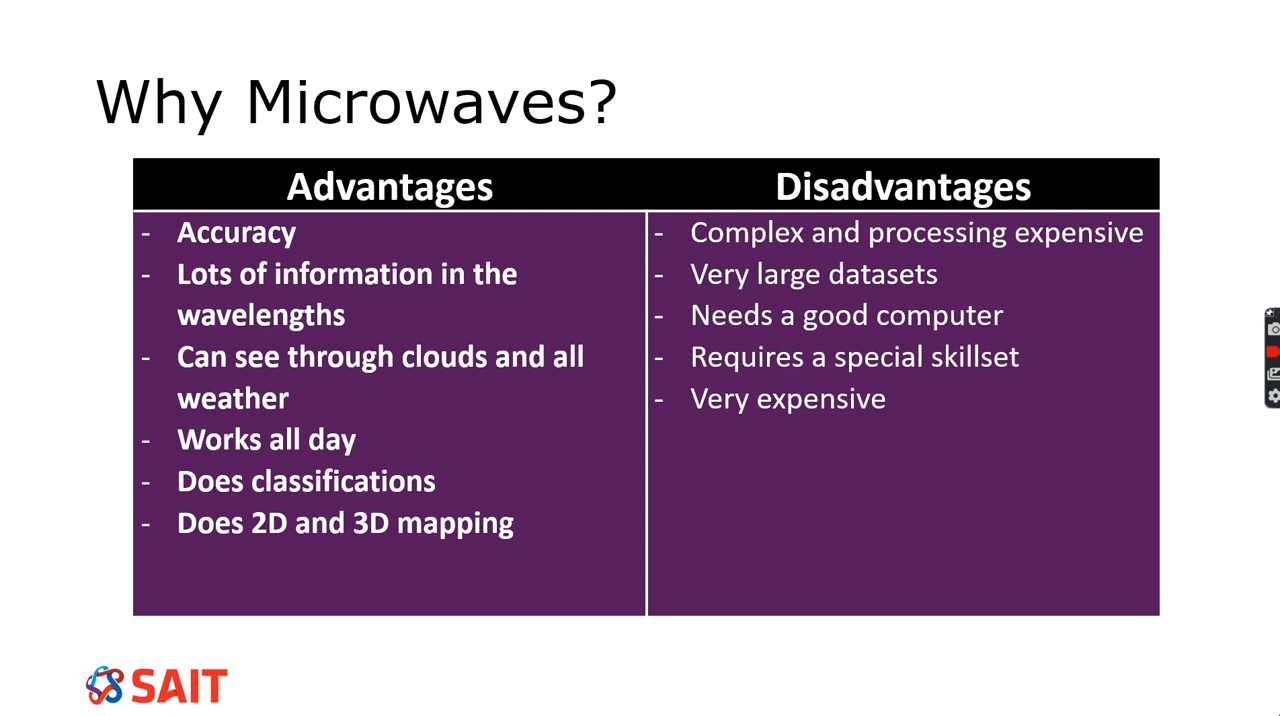 Why Microwaves?
Advantages
- Accuracy
- Lots of information in the
wavelengths
- Can see through clouds and all
weather
- Works all day
- Does classifications
- Does 2D and 3D mapping
Disadvantages
- Complex and processing expensive
- Very large datasets
- Needs a good computer
- Requires a special skillset
- Very expensive
SAIT